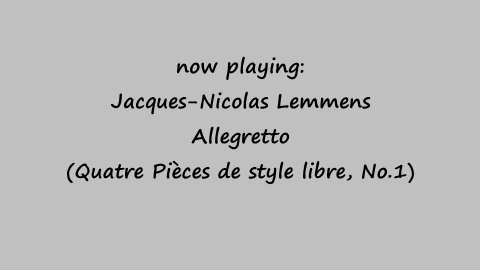 now playing:
Jacques-Nicolas Lemmens
Allegretto
(Quatre Pièces de style libre, No.1)